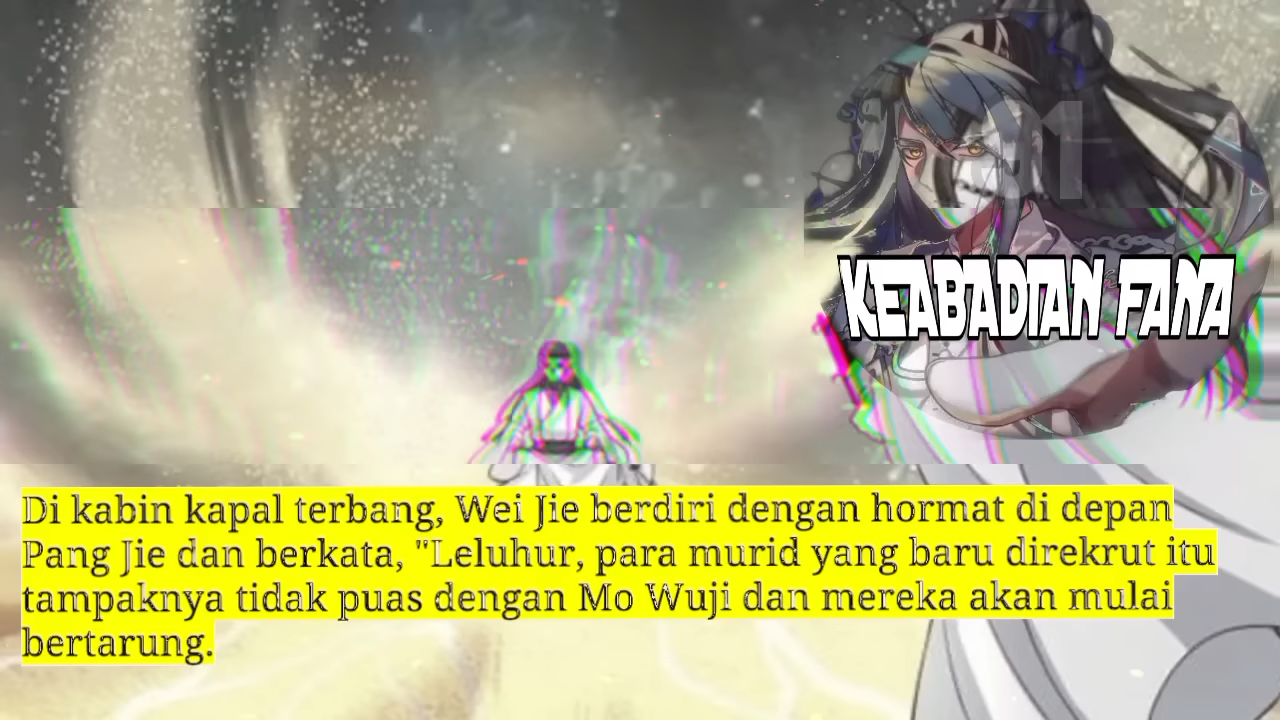 KEABADIAN FANA
Di kabin kapal terbang, Wei Jie berdiri dengan hormat di depan
Pang Jie dan berkata, "Leluhur, para murid yang baru direkrut itu
tampaknya tidak puas dengan Mo Wuji dan mereka akan mulai
bertarung.